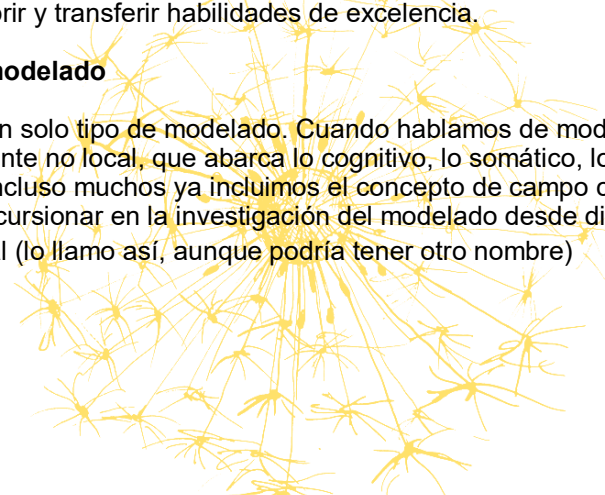 rir y transferir habilidades de excelencia.
modelado
n solo tipo de modelado. Cuando hablamos de mod
nte no local, que abarca lo cognitivo, lo somático, lo
ncluso muchos ya incluimos el concepto de campo
cursionar en la investigación del modelado desde di
l (lo llamo así, aunque podría tener otro nombre)